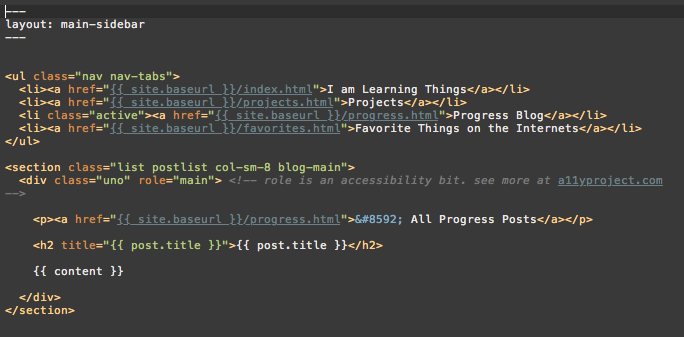 ---
layout: main-sidebar
---
<ul class="nav nav-tabs">
<li><a href="{{ site.baseurl }}/index.html">I am Learning Things</a></li>
<li><a href="{{ site.baseurl }}/projects.html">Projects</a></li>
<li class="active"><a href="{{ site.baseurl }}/progress.html">Progress Blog</a></li>
<li><a href="{{ site.baseurl }}/favorites.html">Favorite Things on the Internets</a></li>
</ul>
<section class="list postlist col-sm-8 blog-main">
<div class="uno" role="main"> <!-- role is an accessibility bit. see more at a11yproject.com
-->
<p><a href="{{ site.baseurl }}/progress.html">&#8592; All Progress Posts</a></p>
<h2 title="{{ post.title }}">{{ post.title }}</h2>
{{ content }}
</div>
</section>